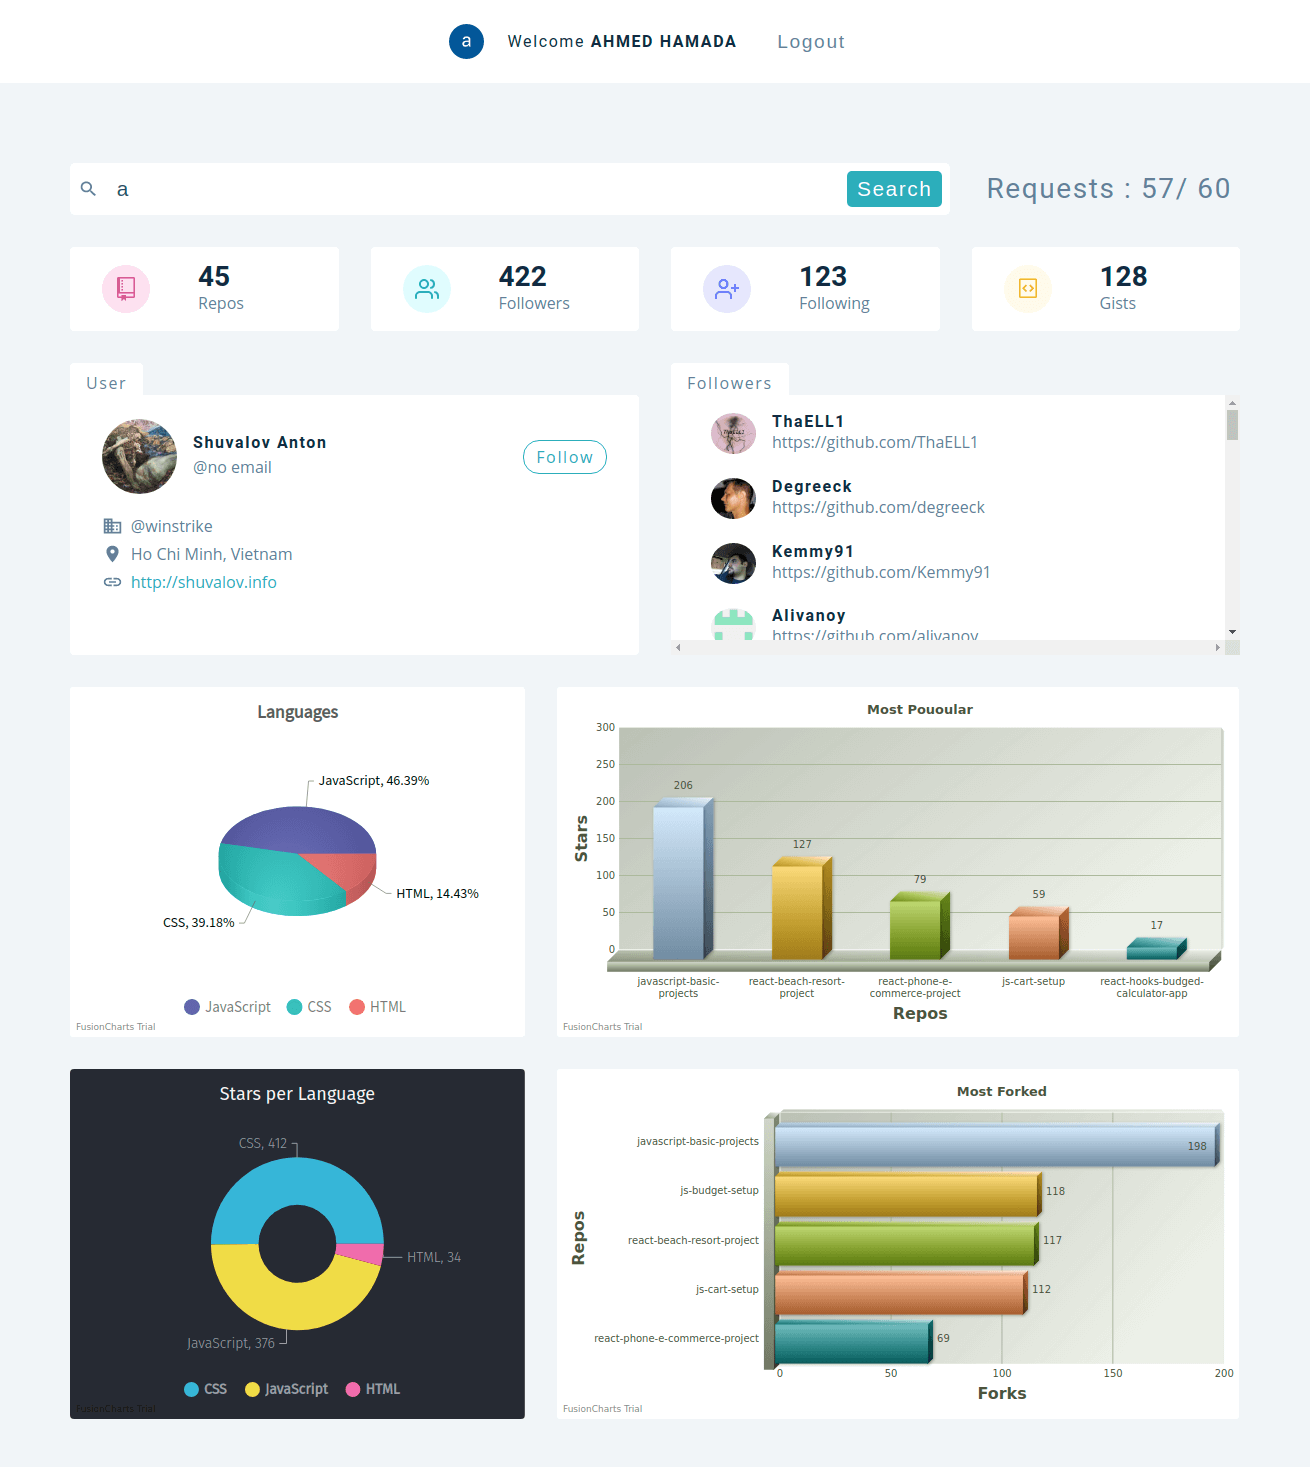 a Welcome AHMED HAMADA Logout
a Search Requests : 57/ 60
45
Repos
422
Followers
123
Following
128
Gists
User
Shuvalov Anton
@no email
Follow
@winstrike
Ho Chi Minh, Vietnam
http://shuvalov.info
Followers
ThaELL1
https://github.com/ThaELL1
Degreeck
https://github.com/degreeck
Kemmy91
https://github.com/Kemmy91
Alivanoy
https://github.com/alivanoy
Languages
JavaScript, 46.39%
HTML, 14.43%
CSS, 39.18%
JavaScript CSS HTML
FusionCharts Trial
Most Pouoular
Stars
300
250
200
150
100
50
0
206
127
79
59
17
javascript-basic-
projects
react-beach-resort-
project
react-phone-e-
commerce-project
js-cart-setup
react-hooks-budged-
calculator-app
Repos
FusionCharts Trial
Stars per Language
CSS, 412
HTML, 34
JavaScript, 376
CSS JavaScript HTML
FusionCharts Trial
Most Forked
Repos
javascript-basic-projects 198
js-budget-setup 118
react-beach-resort-project 117
js-cart-setup 112
react-phone-e-commerce-project 69
0 50 100 150 200
Forks
FusionCharts Trial